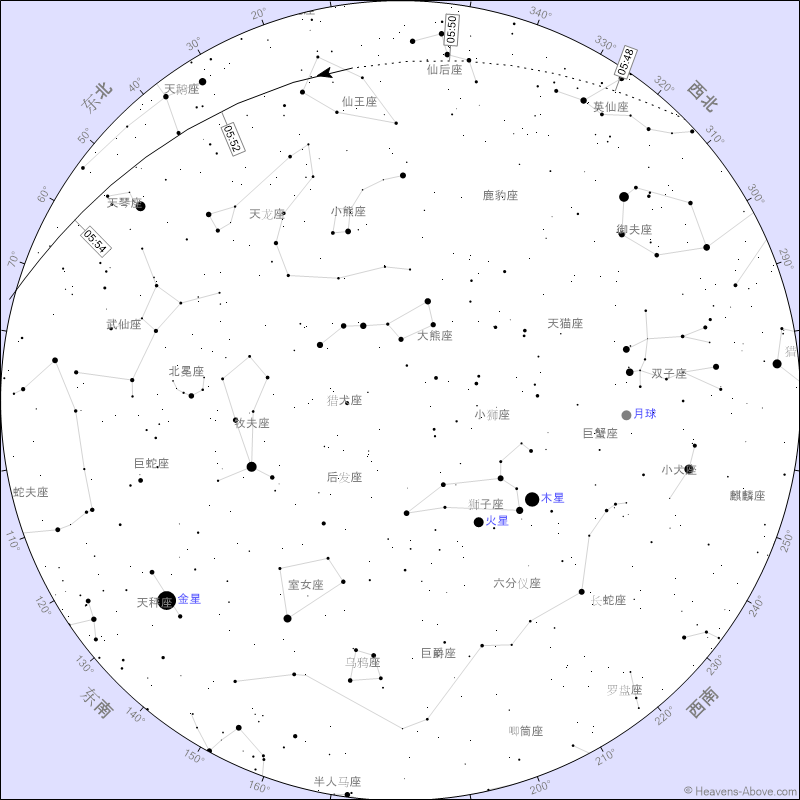 20°
05:50
340°
仙后座
330°
05:48
30°
东北
40°
天鹅座
仙王座
英仙座
320°
西北
310°
50°
05:52
60°
天琴座
天龙座
小熊座
鹿豹座
300°
御夫座
05:54
70°
290°
武仙座
大熊座
天猫座
猎
北冕座
双子座
猎犬座
小狮座
月球
牧夫座
巨蟹座
巨蛇座
后发座
小犬座
蛇夫座
狮子座
木星
麒麟座
火星
110°
250°
室女座
六分仪座
天秤座
金星
长蛇座
120°
240°
130°
乌鸦座
巨爵座
230°
罗盘座
东南
140°
220°
西南
唧筒座
150°
210°
160°
半人马座
200°
© Heavens-Above.com